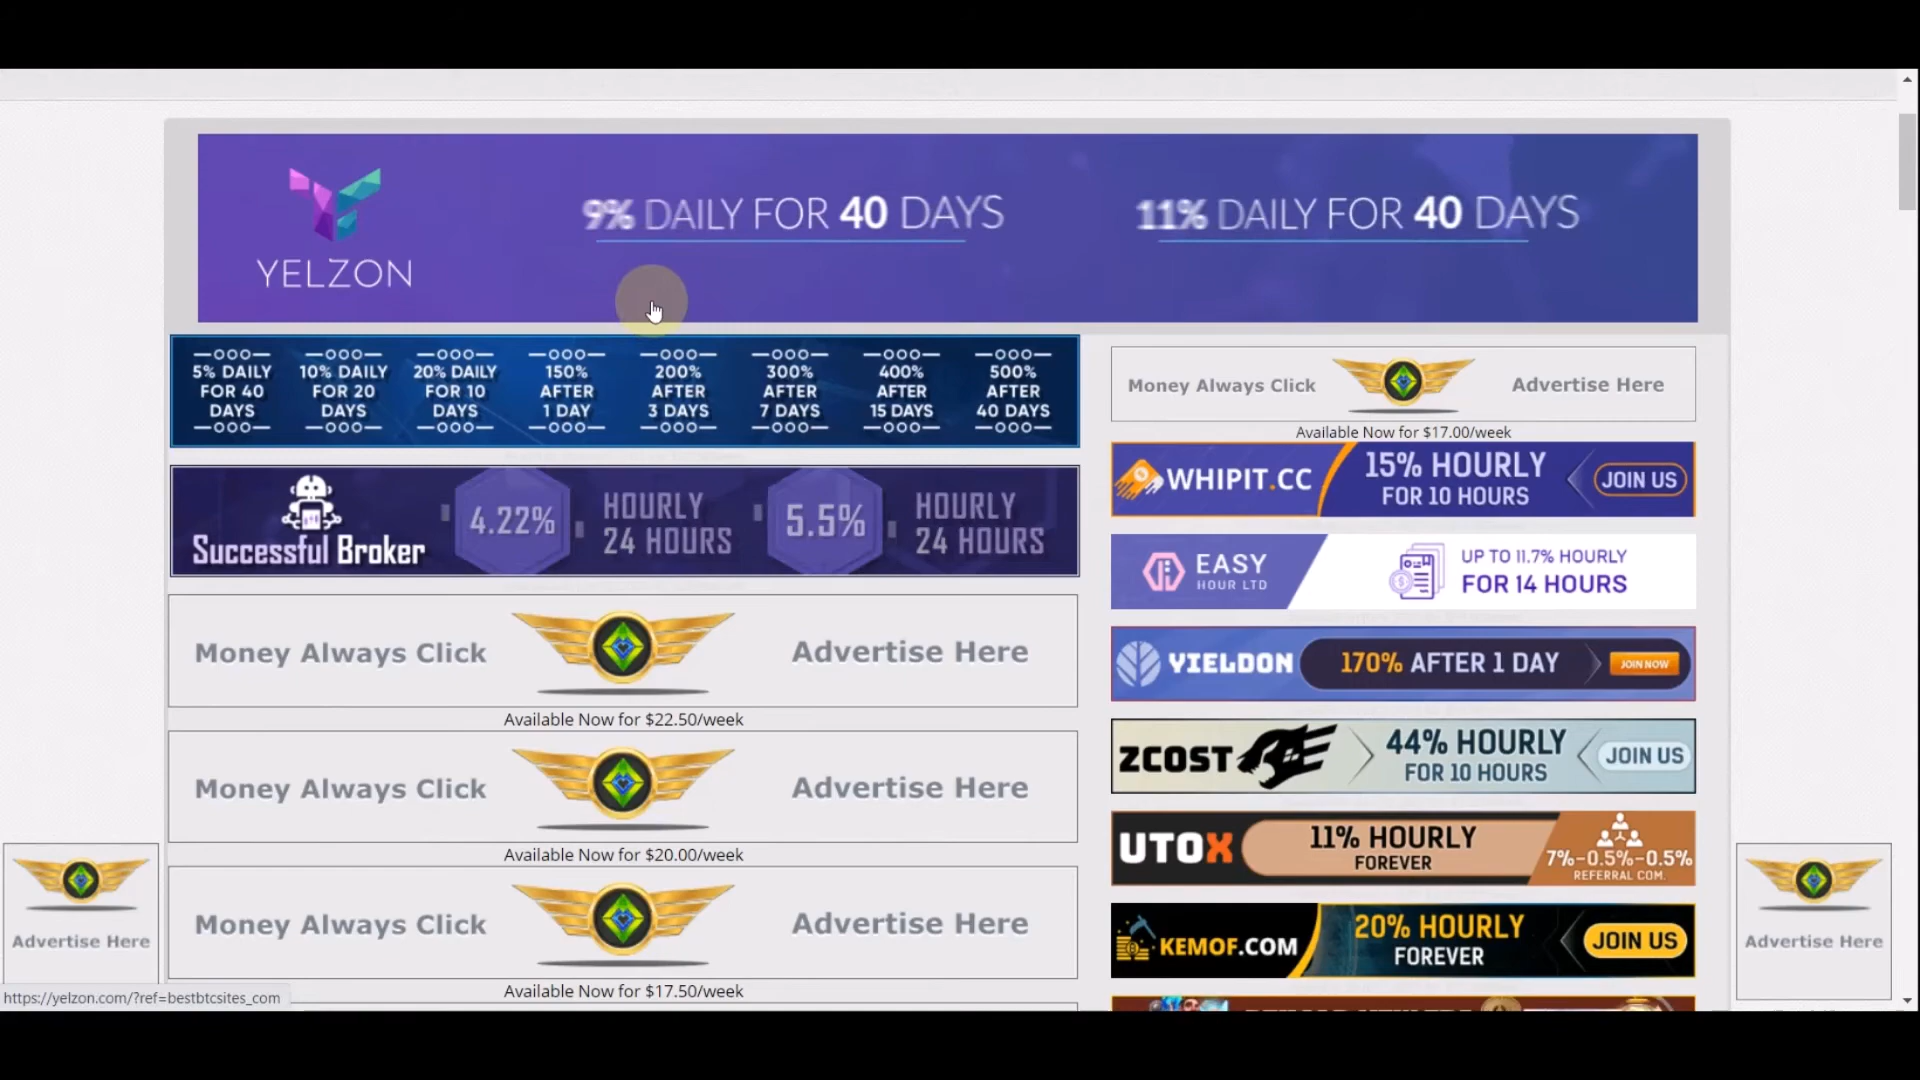 YELZON
9% DAILY FOR 40 DAYS
11% DAILY FOR 40 DAYS
5% DAILY FOR 40 DAYS
10% DAILY FOR 20 DAYS
20% DAILY FOR 10 DAYS
150% AFTER 1 DAY
200% AFTER 3 DAYS
300% AFTER 7 DAYS
400% AFTER 15 DAYS
500% AFTER 40 DAYS
Successful Broker
4.22% HOURLY 24 HOURS
5.5% HOURLY 24 HOURS
Money Always Click Advertise Here
Available Now for $22.50/week
Money Always Click Advertise Here
Available Now for $20.00/week
Money Always Click Advertise Here
Available Now for $17.50/week
Money Always Click Advertise Here
Available Now for $17.00/week
WHIPIT.CC
15% HOURLY
FOR 10 HOURS
JOIN US
EASY
HOUR LTD
UP TO 11.7% HOURLY
FOR 14 HOURS
YIELDON
170% AFTER 1 DAY
JOIN NOW
ZCOST
44% HOURLY
FOR 10 HOURS
JOIN US
UTOX
11% HOURLY
FOREVER
7%-0.5%-0.5%
REFERRAL COM.
KEMOF.COM
20% HOURLY
FOREVER
JOIN US
Advertise Here
Advertise Here
https://yelzon.com/?ref=bestbtcsites_com